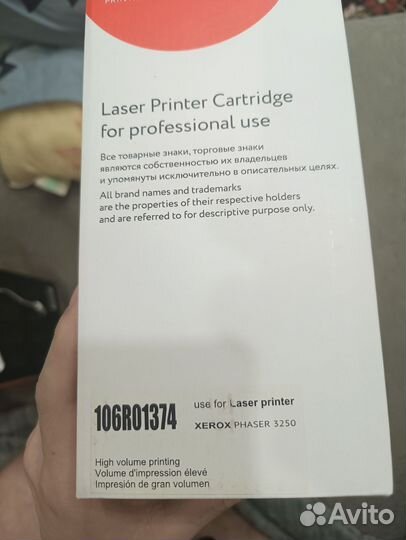 Laser Printer Cartridge
for professional use
Все товарные знаки, торговые знаки
являются собственностью их владельцев
и упомянуты исключительно в описательных целях.
All brand names and trademarks
are the properties of their respective holders
and are referred to for descriptive purpose only.
106R01374
use for Laser printer
XEROX PHASER 3250
High volume printing
Volume d'impression élevé
Impresión de gran volumen
Avito